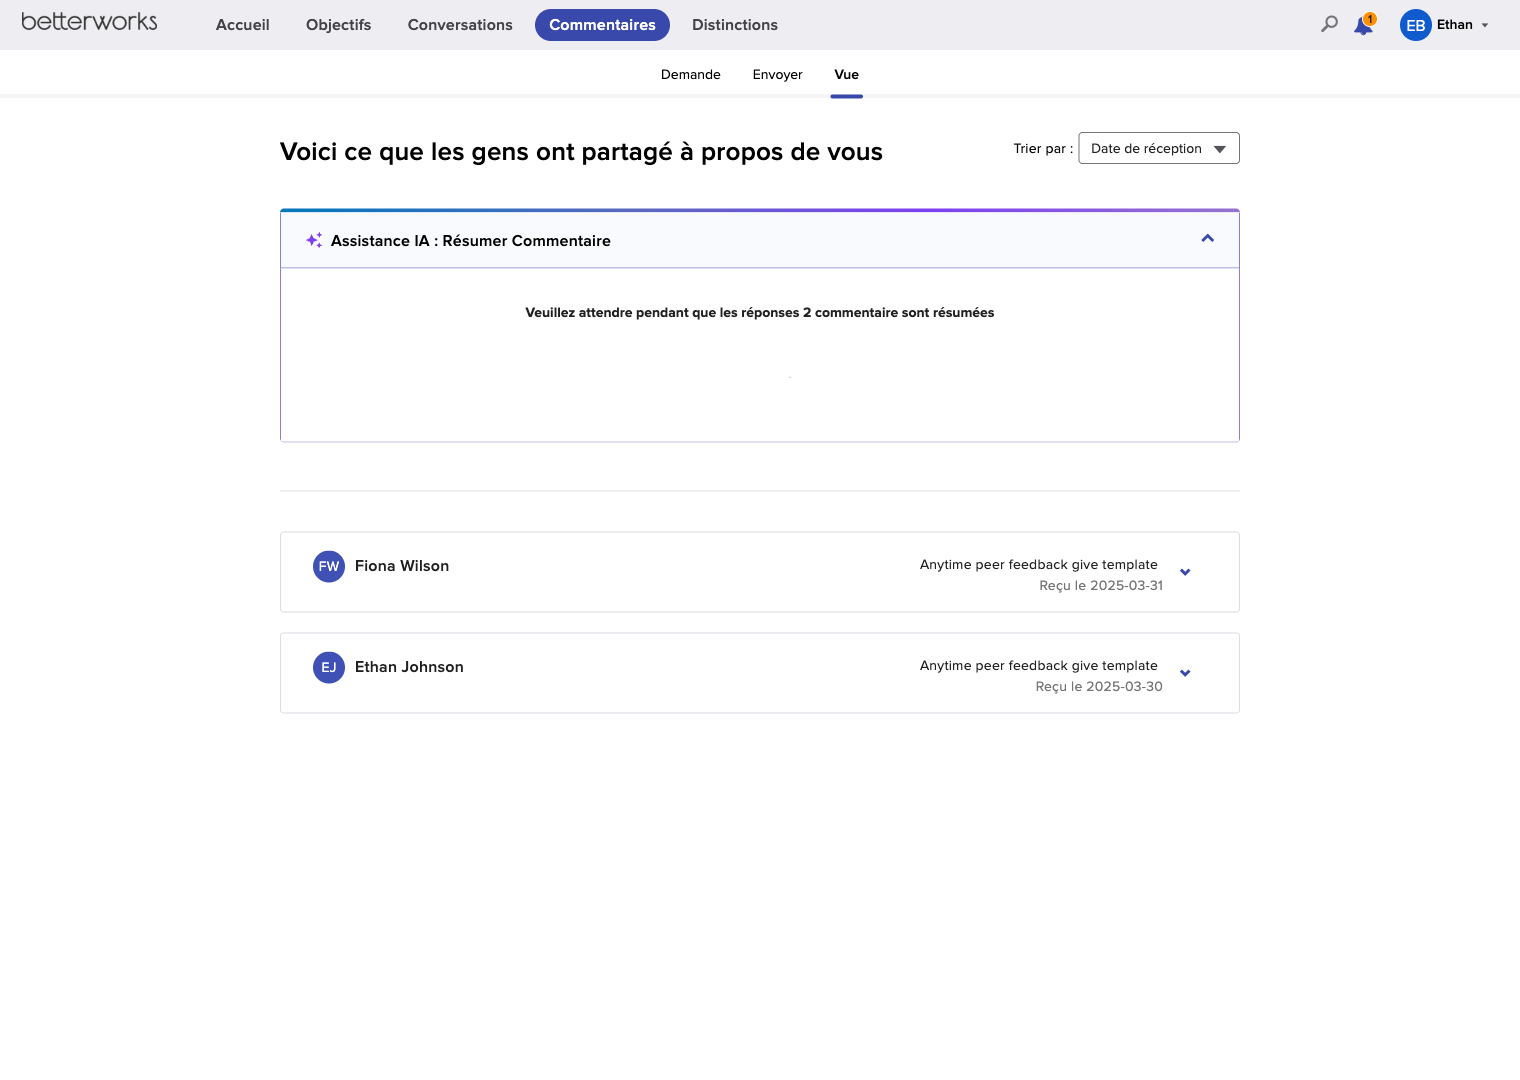 betterworks
Accueil
Objectifs
Conversations
Commentaires
Distinctions
1
EB
Ethan
Demande
Envoyer
Vue
Voici ce que les gens ont partagé à propos de vous
Trier par :
Date de réception
Assistance IA : Résumer Commentaire
Veuillez attendre pendant que les réponses 2 commentaire sont résumées
FW
Fiona Wilson
Anytime peer feedback give template
Reçu le 2025-03-31
EJ
Ethan Johnson
Anytime peer feedback give template
Reçu le 2025-03-30